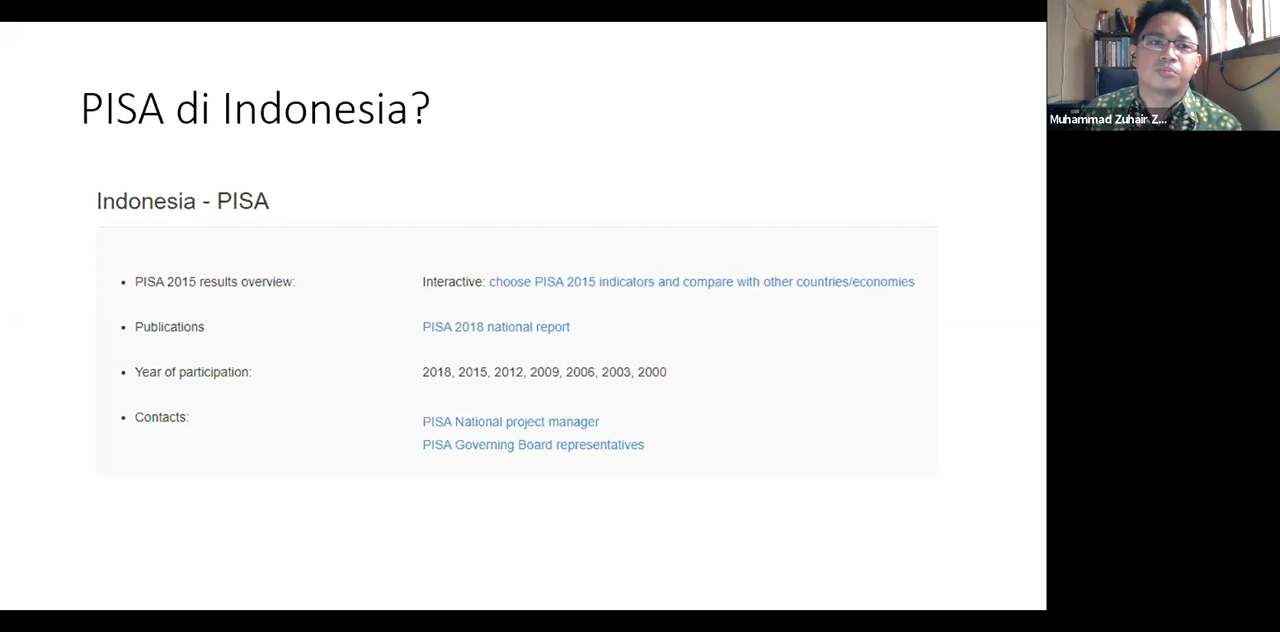 PISA di Indonesia?
Indonesia - PISA
• PISA 2015 results overview: Interactive: choose PISA 2015 indicators and compare with other countries/economies
• Publications PISA 2018 national report
• Year of participation: 2018, 2015, 2012, 2009, 2006, 2003, 2000
• Contacts: PISA National project manager
PISA Governing Board representatives
Muhammad Zuhair Z...